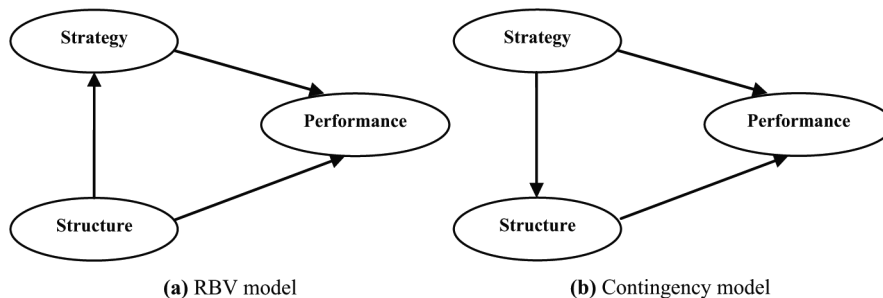 Strategy
Performance
Structure
(a) RBV model
Strategy
Performance
Structure
(b) Contingency model